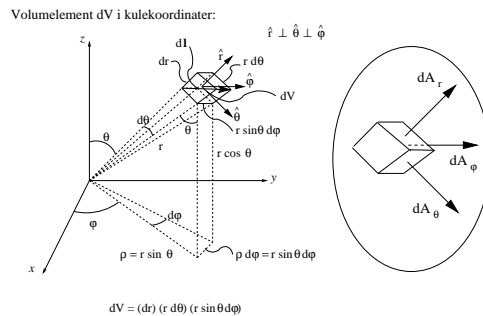 Volumelement dV i kulekoordinater:
r̂ ⊥ θ̂ ⊥ φ̂
z
dl
r̂
dr
r dθ
φ̂
dV
θ̂
dθ
θ
r
θ
r sinθ dφ
r cos θ
y
dφ
φ
x
ρ = r sin θ
ρ dφ = r sinθ dφ
dA r
dA φ
dA θ
dV = (dr) (r dθ) (r sinθ dφ)